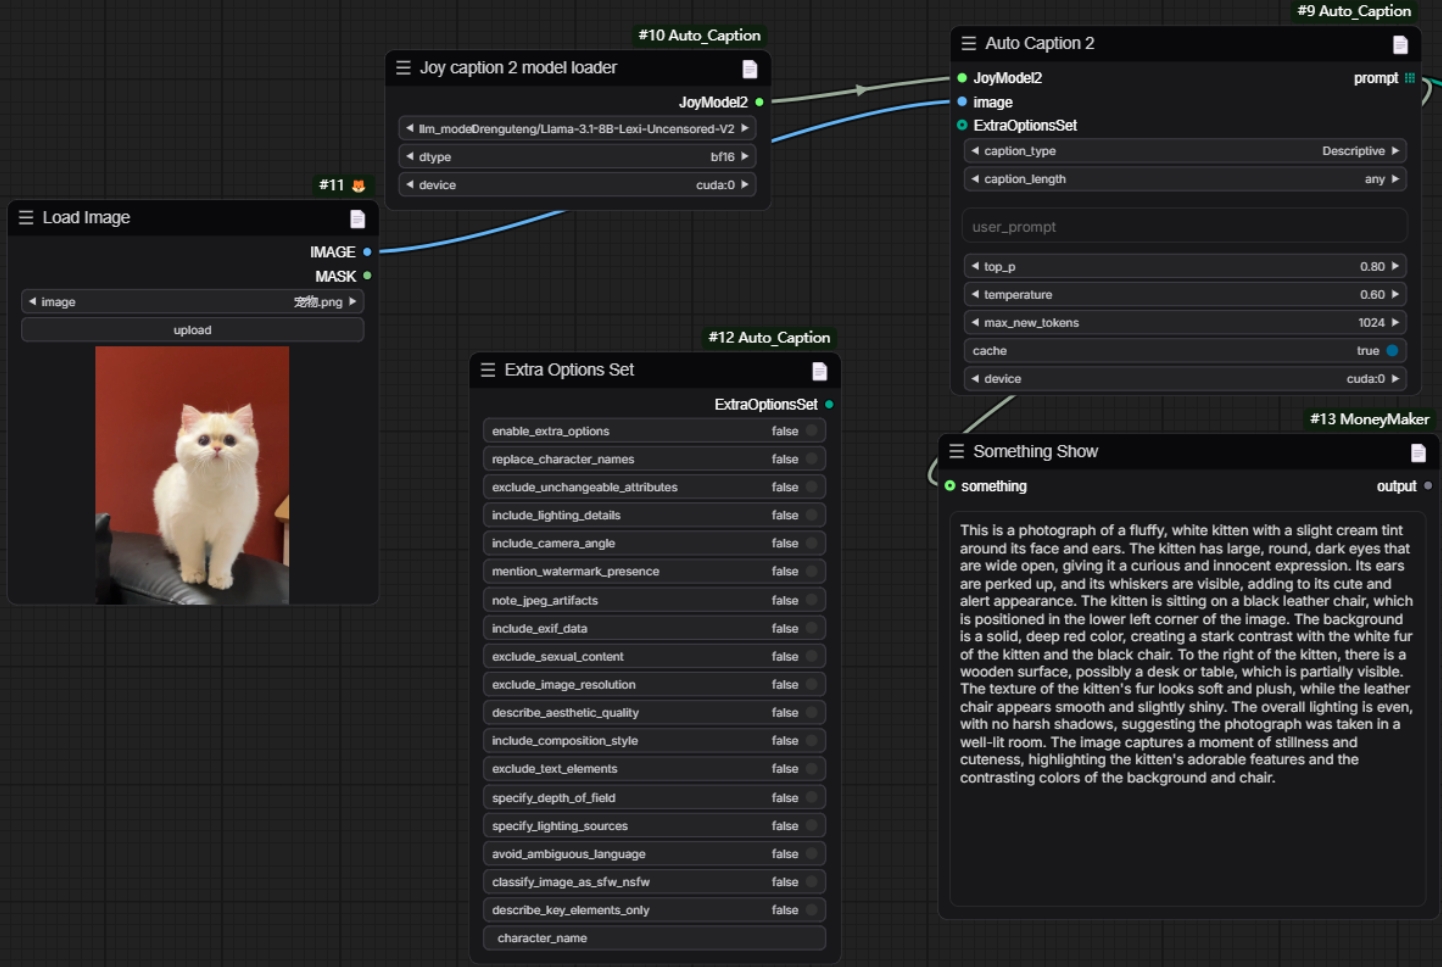 #9 Auto_Caption
Auto Caption 2
JoyModel2
prompt
image
ExtraOptionsSet
caption_type Descriptive
caption_length any
user_prompt
top_p 0.80
temperature 0.60
max_new_tokens 1024
cache true
device cuda:0
#10 Auto_Caption
Joy caption 2 model loader
JoyModel2
Orenguteng/Llama-3.1-8B-Lexi-Uncensored-V2
dtype bf16
device cuda:0
#11
Load Image
IMAGE
MASK
image 宠物.png
upload
#12 Auto_Caption
Extra Options Set
ExtraOptionsSet
enable_extra_options false
replace_character_names false
exclude_unchangeable_attributes false
include_lighting_details false
include_camera_angle false
mention_watermark_presence false
note_jpeg_artifacts false
include_exif_data false
exclude_sexual_content false
exclude_image_resolution false
describe_aesthetic_quality false
include_composition_style false
exclude_text_elements false
specify_depth_of_field false
specify_lighting_sources false
avoid_ambiguous_language false
classify_image_as_sfw_nsfw false
describe_key_elements_only false
character_name
#13 MoneyMaker
Something Show
something
output
This is a photograph of a fluffy, white kitten with a slight cream tint
around its face and ears. The kitten has large, round, dark eyes that
are wide open, giving it a curious and innocent expression. Its ears
are perked up, and its whiskers are visible, adding to its cute and
alert appearance. The kitten is sitting on a black leather chair, which
is positioned in the lower left corner of the image. The background
is a solid, deep red color, creating a stark contrast with the white fur
of the kitten and the black chair. To the right of the kitten, there is a
wooden surface, possibly a desk or table, which is partially visible.
The texture of the kitten's fur looks soft and plush, while the leather
chair appears smooth and slightly shiny. The overall lighting is even,
with no harsh shadows, suggesting the photograph was taken in a
well-lit room. The image captures a moment of stillness and
cuteness, highlighting the kitten's adorable features and the
contrasting colors of the background and chair.